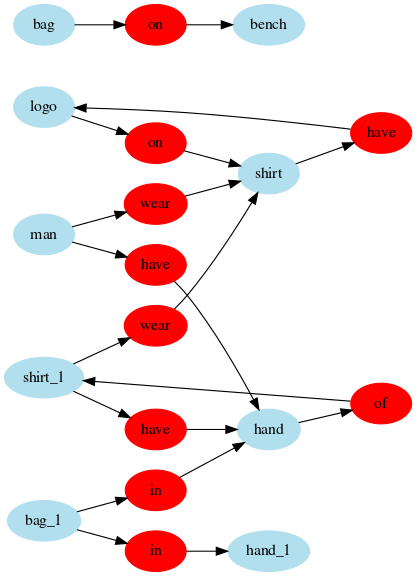 bag
on
bench
logo
have
on
shirt
wear
man
have
wear
shirt_1
of
have
hand
in
bag_1
in
hand_1